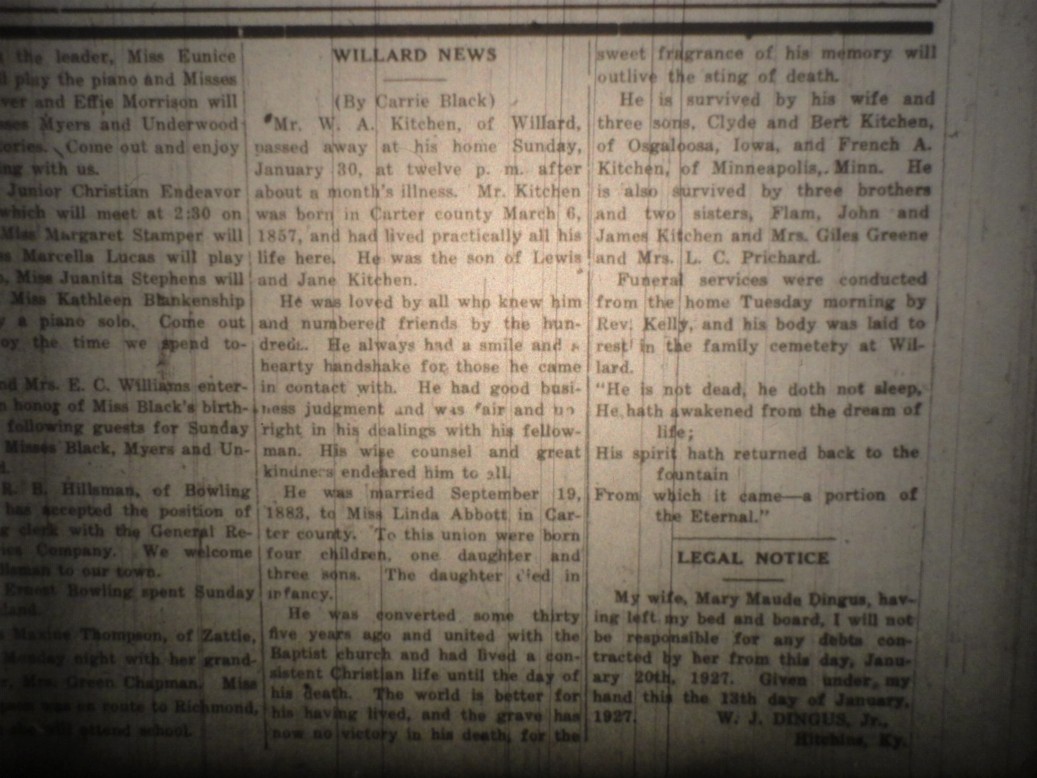 the leader, Miss Eunice
play the piano and Misses
ver and Effie Morrison will
Myers and Underwood
ories. Come out and enjoy
ing with us.
Junior Christian Endeavor
which will meet at 2:30 on
Miss Margaret Stamper will
Marcella Lucas will play
Miss Juanita Stephens will
Miss Kathleen Blankenship
a piano solo. Come out
oy the time we spend to-
nd Mrs. E. C. Williams enter-
honor of Miss Black's birth-
following guests for Sunday
Misses Black, Myers and Un-
d.
R. B. Hillsman, of Bowling
has accepted the position of
clerk with the General Re-
Company. We welcome
to our town.
Ernest Bowling spent Sunday
land.
Maxine Thompson, of Zattle,
Monday night with her grand-
Mrs. Green Chapman. Miss
was en route to Richmond,
she will attend school.
WILLARD NEWS
(By Carrie Black)
Mr. W. A. Kitchen, of Willard,
passed away at his home Sunday,
January 30, at twelve p. m. after
about a month's illness. Mr. Kitchen
was born in Carter county March 6,
1857, and had lived practically all his
life here. He was the son of Lewis
and Jane Kitchen.
He was loved by all who knew him
and numbered friends by the hun-
dreds. He always had a smile and a
hearty handshake for those he came
in contact with. He had good busi-
ness judgment and was fair and up
right in his dealings with his fellow-
man. His wise counsel and great
kindness endeared him to all.
He was married September 19,
1883, to Miss Linda Abbott in Car-
ter county. To this union were born
four children, one daughter and
three sons. The daughter died in
infancy.
He was converted some thirty
five years ago and united with the
Baptist church and had lived a con-
sistent Christian life until the day of
his death. The world is better for
his having lived, and the grave has
now no victory in his death, for the
sweet fragrance of his memory will
outlive the sting of death.
He is survived by his wife and
three sons, Clyde and Bert Kitchen,
of Osgaloosa, Iowa, and French A.
Kitchen, of Minneapolis, Minn. He
is also survived by three brothers
and two sisters, Flam, John and
James Kitchen and Mrs. Giles Greene
and Mrs. L. C. Prichard.
Funeral services were conducted
from the home Tuesday morning by
Rev. Kelly, and his body was laid to
rest in the family cemetery at Wil-
lard.
"He is not dead, he doth not sleep,
He hath awakened from the dream of
life;
His spirit hath returned back to the
fountain
From which it came—a portion of
the Eternal."
LEGAL NOTICE
My wife, Mary Maude Dingus, hav-
ing left my bed and board, I will not
be responsible for any debts con-
tracted by her from this day, Janu-
ary 20th, 1927. Given under my
hand this the 13th day of January,
1927. W. J. DINGUS, Jr.,
Hitchins, Ky.